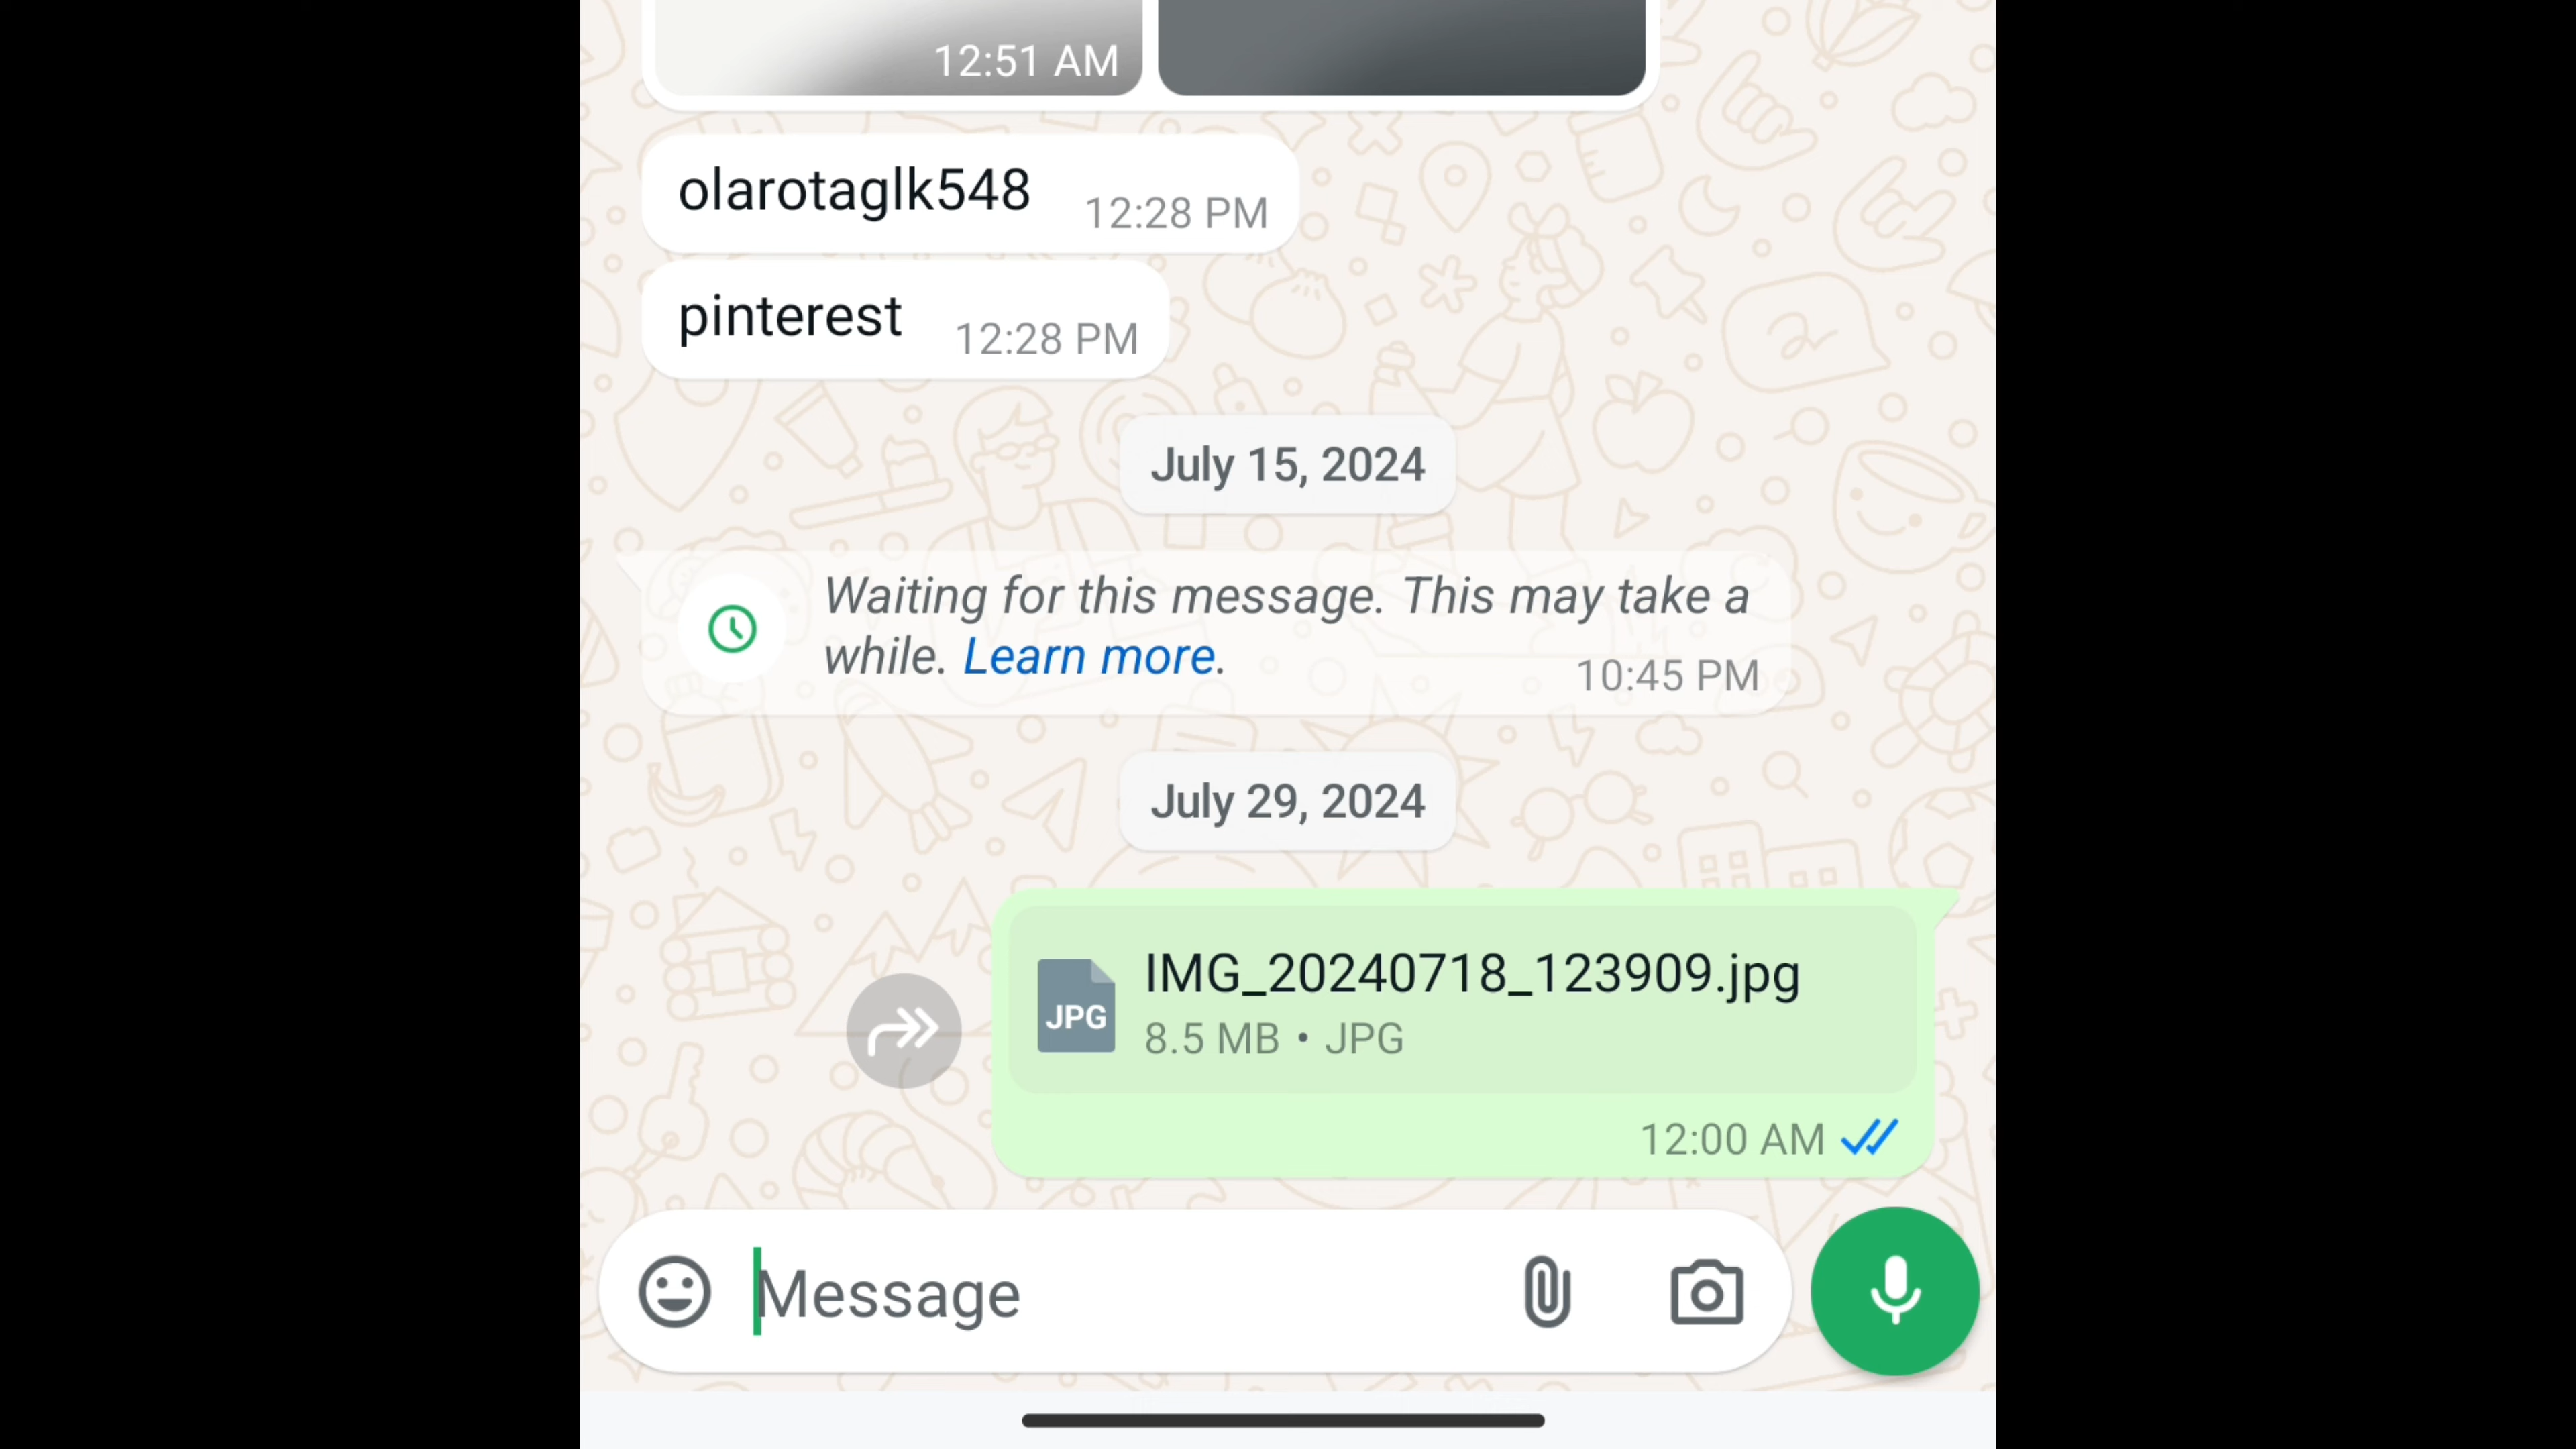 12:51 AM
olarotaglk548
12:28 PM
pinterest
12:28 PM
July 15, 2024
Waiting for this message. This may take a
while. Learn more.
10:45 PM
July 29, 2024
IMG_20240718_123909.jpg
JPG
8.5 MB • JPG
12:00 AM
Message